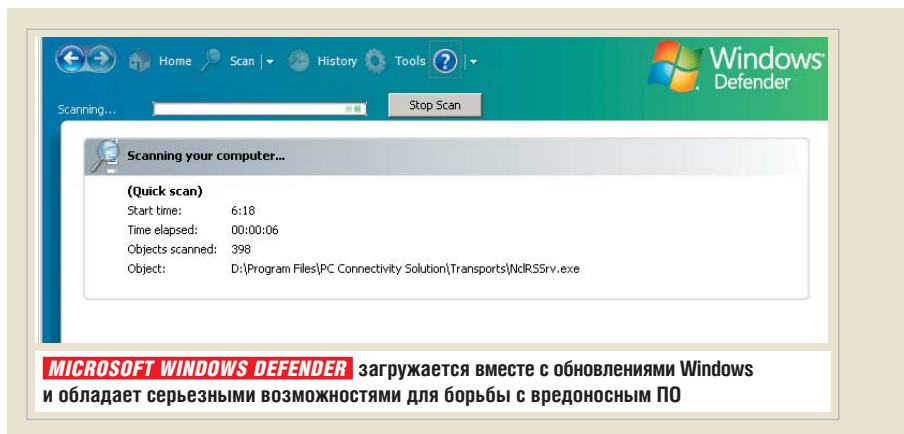 Home Scan History Tools ?
Windows
Defender
Scanning... Stop Scan
Scanning your computer...
(Quick scan)
Start time: 6:18
Time elapsed: 00:00:06
Objects scanned: 398
Object: D:\Program Files\PC Connectivity Solution\Transports\NclRSSrv.exe
MICROSOFT WINDOWS DEFENDER загружается вместе с обновлениями Windows
и обладает серьезными возможностями для борьбы с вредоносным ПО